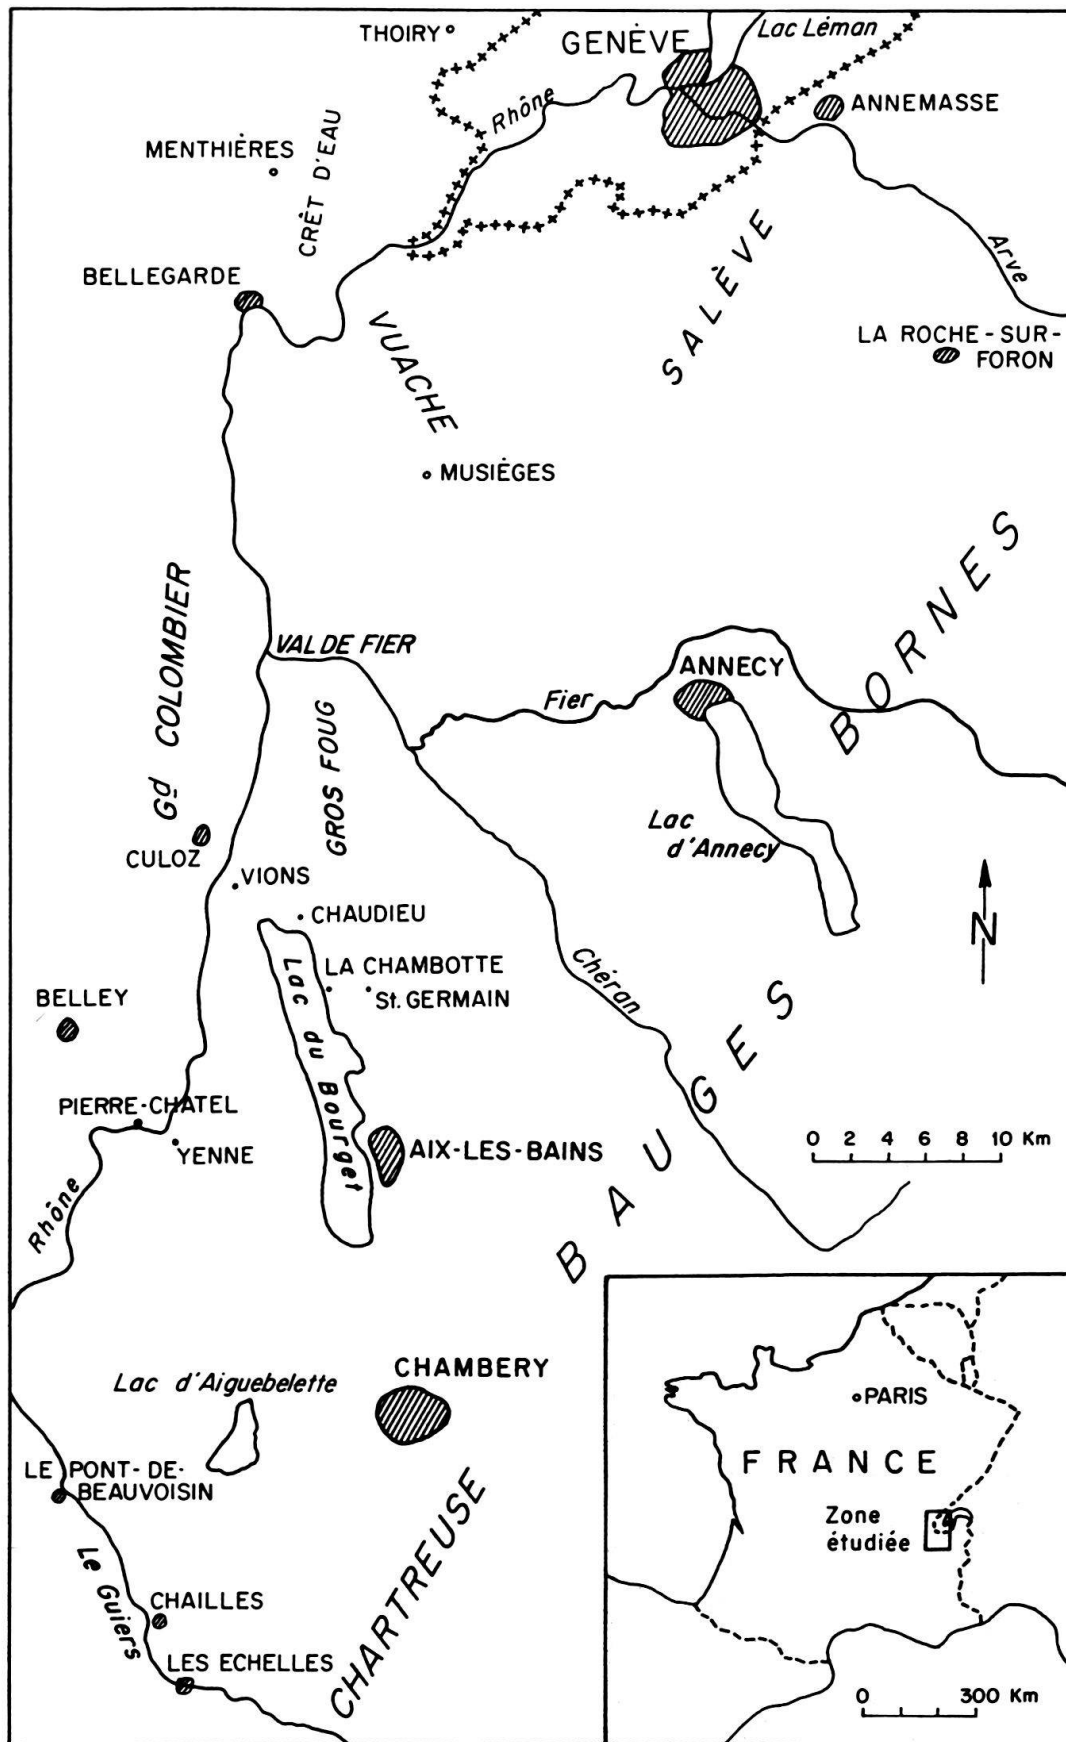 THOIRY
GENÈVE
Lac Léman
Rhône
ANNEMASSE
MENTHIÈRES
CRÊT D'EAU
BELLEGARDE
SALÈVE
Arve
VUACHE
LA ROCHE-SUR-
FORON
MUSIÈGES
BORNES
Gd COLOMBIER
VAL DE FIER
ANNECY
Fier
GROS FOUG
Lac
d'Annecy
CULOZ
VIONS
CHAUDIEU
N
LA CHAMBOTTE
St. GERMAIN
Chéran
BELLEY
Lac du Bourget
PIERRE-CHATEL
YENNE
AIX-LES-BAINS
BAUGES
0 2 4 6 8 10 Km
Rhône
CHAMBERY
Lac d'Aiguebelette
LE PONT-DE-
BEAUVOISIN
Le Guiers
CHAILLES
LES ECHELLES
CHARTREUSE
PARIS
FRANCE
Zone
étudiée
0 300 Km